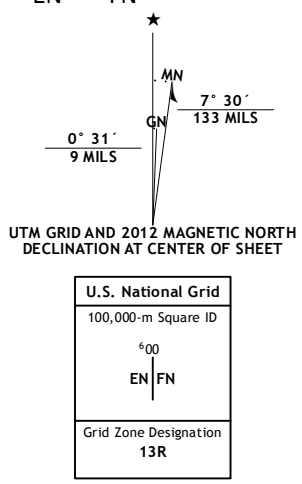 EN FN
★
MN
GN
7° 30´
133 MILS
0° 31´
9 MILS
UTM GRID AND 2012 MAGNETIC NORTH
DECLINATION AT CENTER OF SHEET
U.S. National Grid
100,000-m Square ID
⁶00
EN FN
Grid Zone Designation
13R